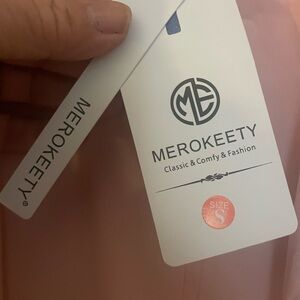 MEROKEETY®
ME
MEROKEETY
Classic & Comfy & Fashion
SIZE
S